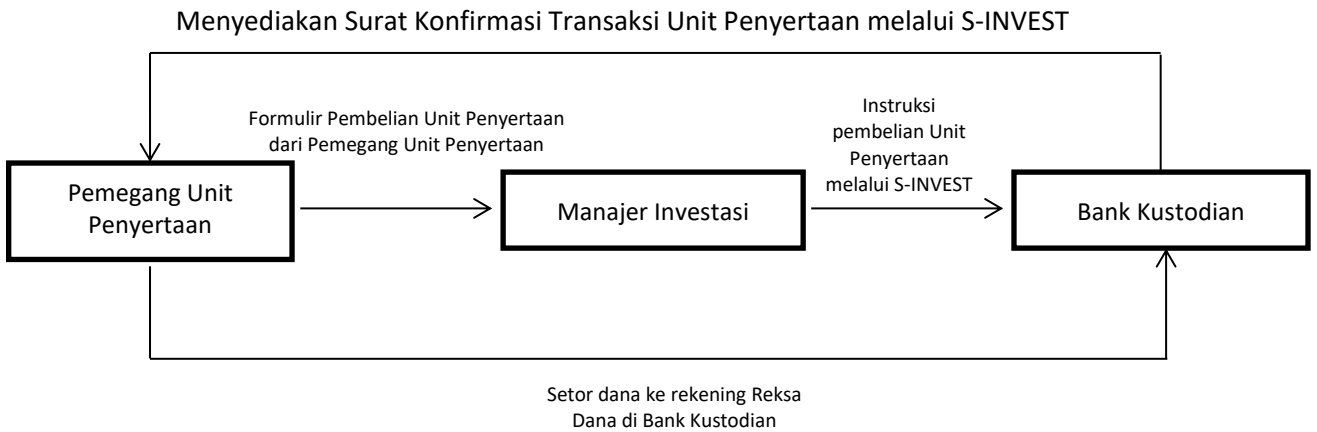 Menyediakan Surat Konfirmasi Transaksi Unit Penyertaan melalui S-INVEST
Formulir Pembelian Unit Penyertaan
dari Pemegang Unit Penyertaan
Instruksi
pembelian Unit
Penyertaan
melalui S-INVEST
Pemegang Unit
Penyertaan
Manajer Investasi
Bank Kustodian
Setor dana ke rekening Reksa
Dana di Bank Kustodian